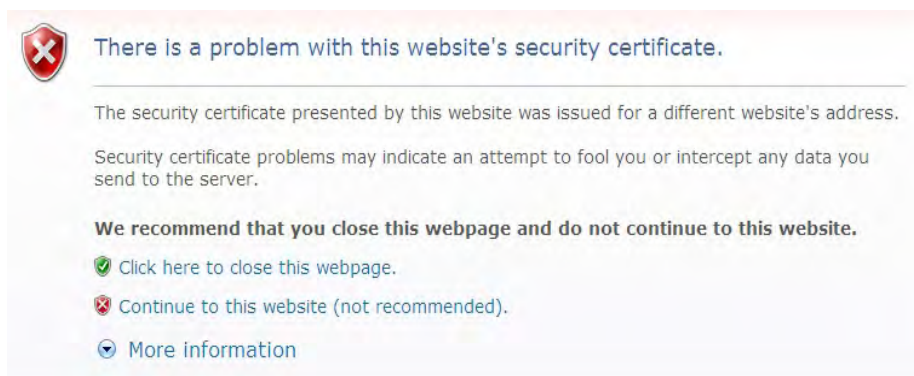 There is a problem with this website's security certificate.
The security certificate presented by this website was issued for a different website's address.
Security certificate problems may indicate an attempt to fool you or intercept any data you
send to the server.
We recommend that you close this webpage and do not continue to this website.
Click here to close this webpage.
Continue to this website (not recommended).
More information